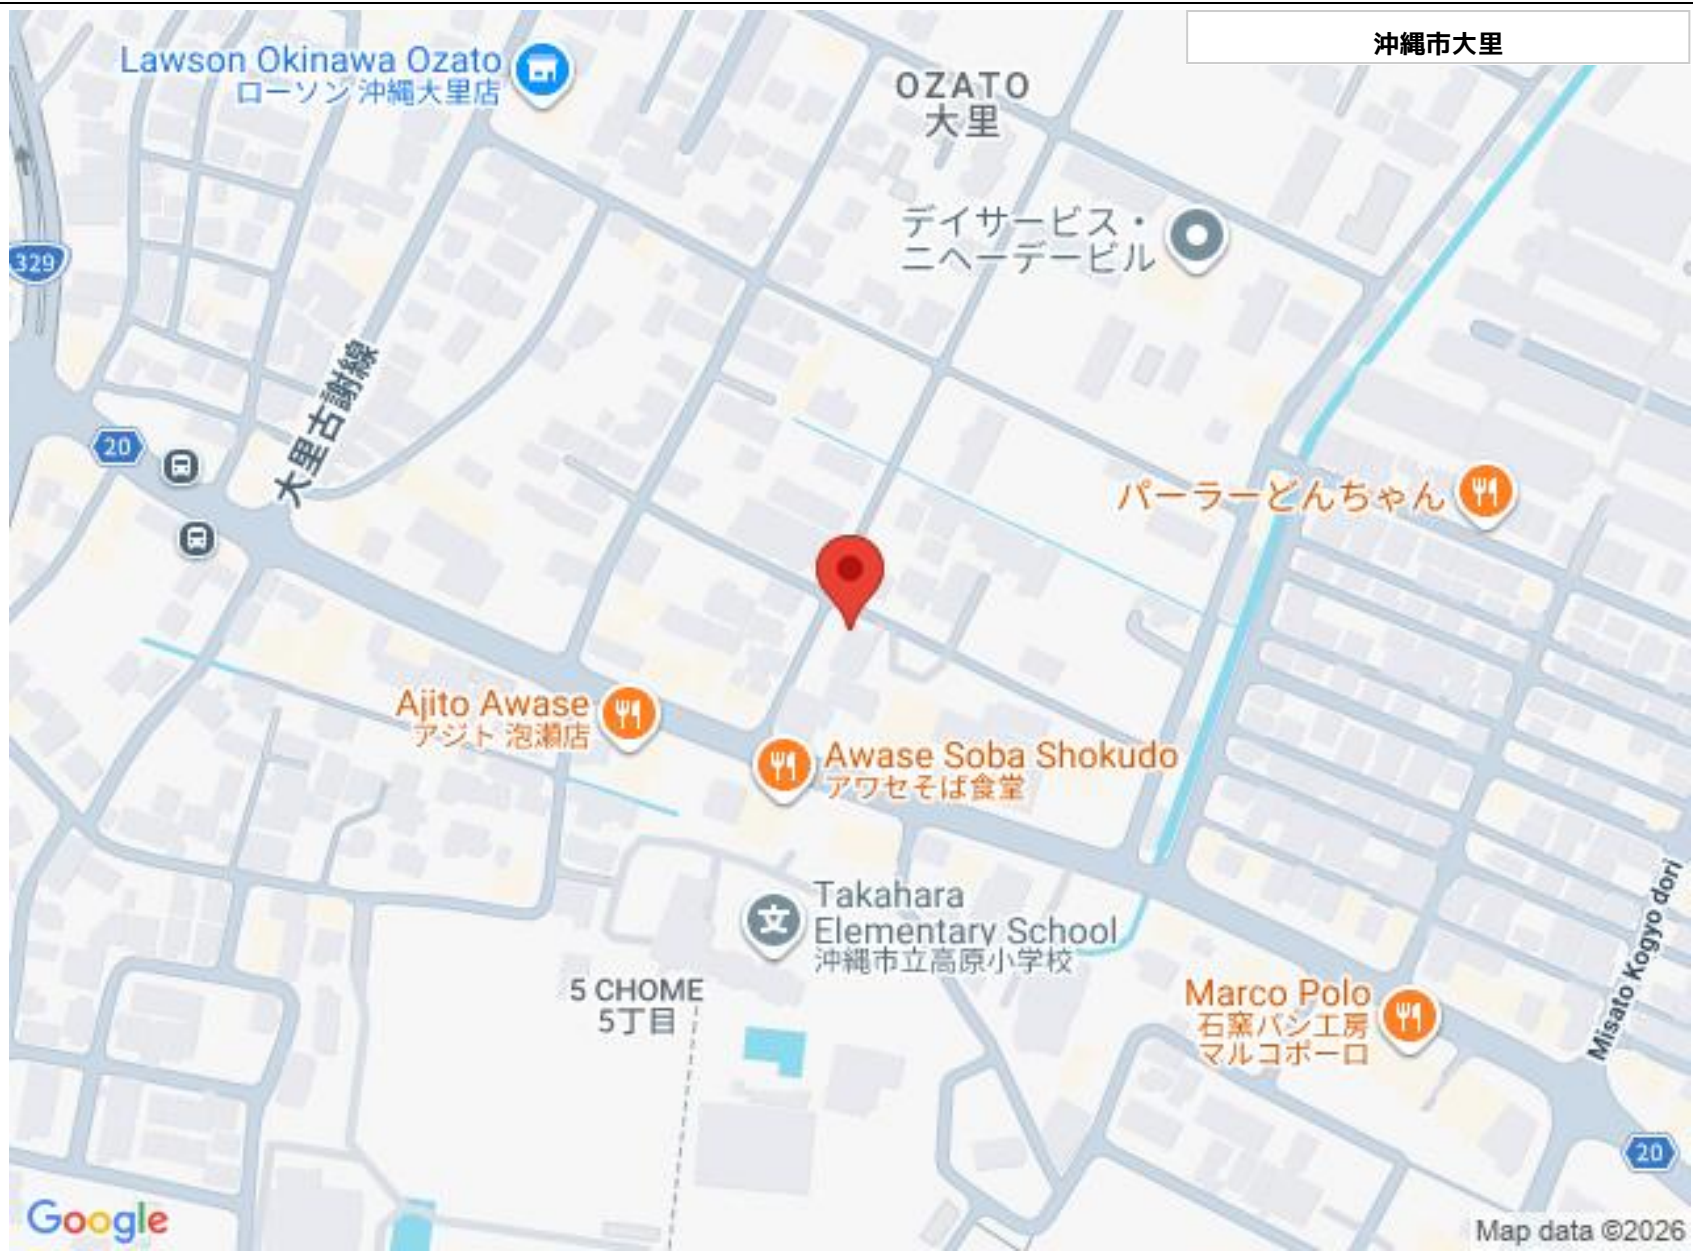 沖縄市大里
Lawson Okinawa Ozato
ローソン 沖縄大里店
OZATO
大里
デイサービス・
ニヘーデービル
329
大里古謝線
20
パーラーどんちゃん
Ajito Awase
アジト 泡瀬店
Awase Soba Shokudo
アワセそば食堂
Takahara
Elementary School
沖縄市立高原小学校
5 CHOME
5丁目
Marco Polo
石窯パン工房
マルコポーロ
Misato Kogyo dori
20
Google
Map data ©2026